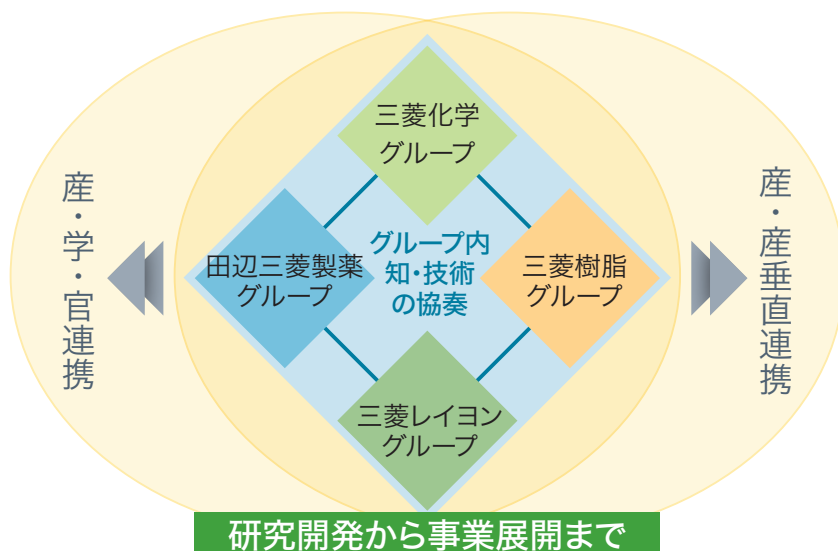 三菱化学
グループ
産・学・官連携
田辺三菱製薬
グループ
グループ内
知・技術
の協奏
三菱樹脂
グループ
産・産垂直連携
三菱レイヨン
グループ
研究開発から事業展開まで